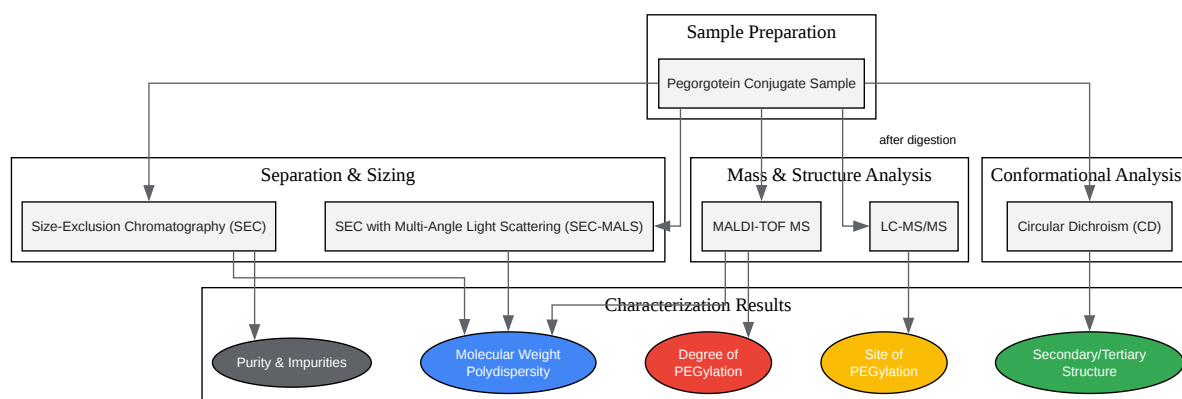 Sample Preparation
Pegorgotein Conjugate Sample
after digestion
Separation & Sizing
Mass & Structure Analysis
Conformational Analysis
Size-Exclusion Chromatography (SEC)
SEC with Multi-Angle Light Scattering (SEC-MALS)
MALDI-TOF MS
LC-MS/MS
Circular Dichroism (CD)
Characterization Results
Purity & Impurities
Molecular Weight
Polydispersity
Degree of
PEGylation
Site of
PEGylation
Secondary/Tertiary
Structure